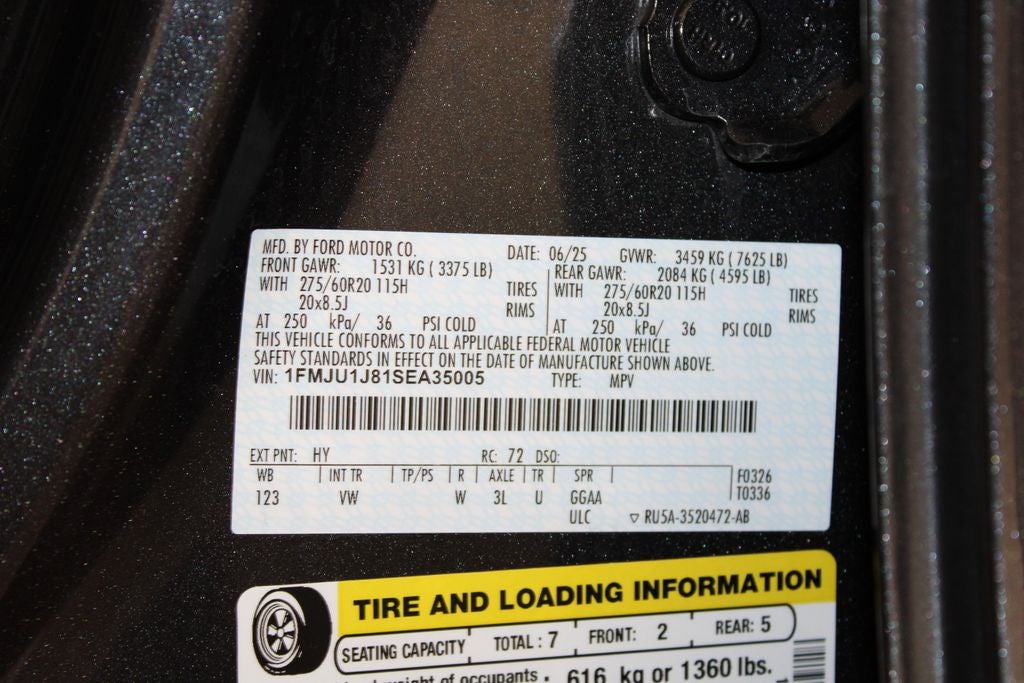 MFD. BY FORD MOTOR CO. DATE: 06/25 GVWR: 3459 KG ( 7625 LB)
FRONT GAWR: 1531 KG ( 3375 LB) REAR GAWR: 2084 KG ( 4595 LB)
WITH 275/60R20 115H TIRES WITH 275/60R20 115H TIRES
20x8.5J RIMS 20x8.5J RIMS
AT 250 kPa/ 36 PSI COLD AT 250 kPa/ 36 PSI COLD
THIS VEHICLE CONFORMS TO ALL APPLICABLE FEDERAL MOTOR VEHICLE
SAFETY STANDARDS IN EFFECT ON THE DATE OF MANUFACTURE SHOWN ABOVE.
VIN: 1FMJU1J81SEA35005 TYPE: MPV
EXT PNT: HY RC: 72 DSO:
WB INT TR TP/PS R AXLE TR SPR F0326
123 VW W 3L U GGAA T0336
ULC ▽ RU5A-3520472-AB
TIRE AND LOADING INFORMATION
SEATING CAPACITY TOTAL : 7 FRONT: 2 REAR: 5
weight of occupants 616 kg or 1360 lbs.